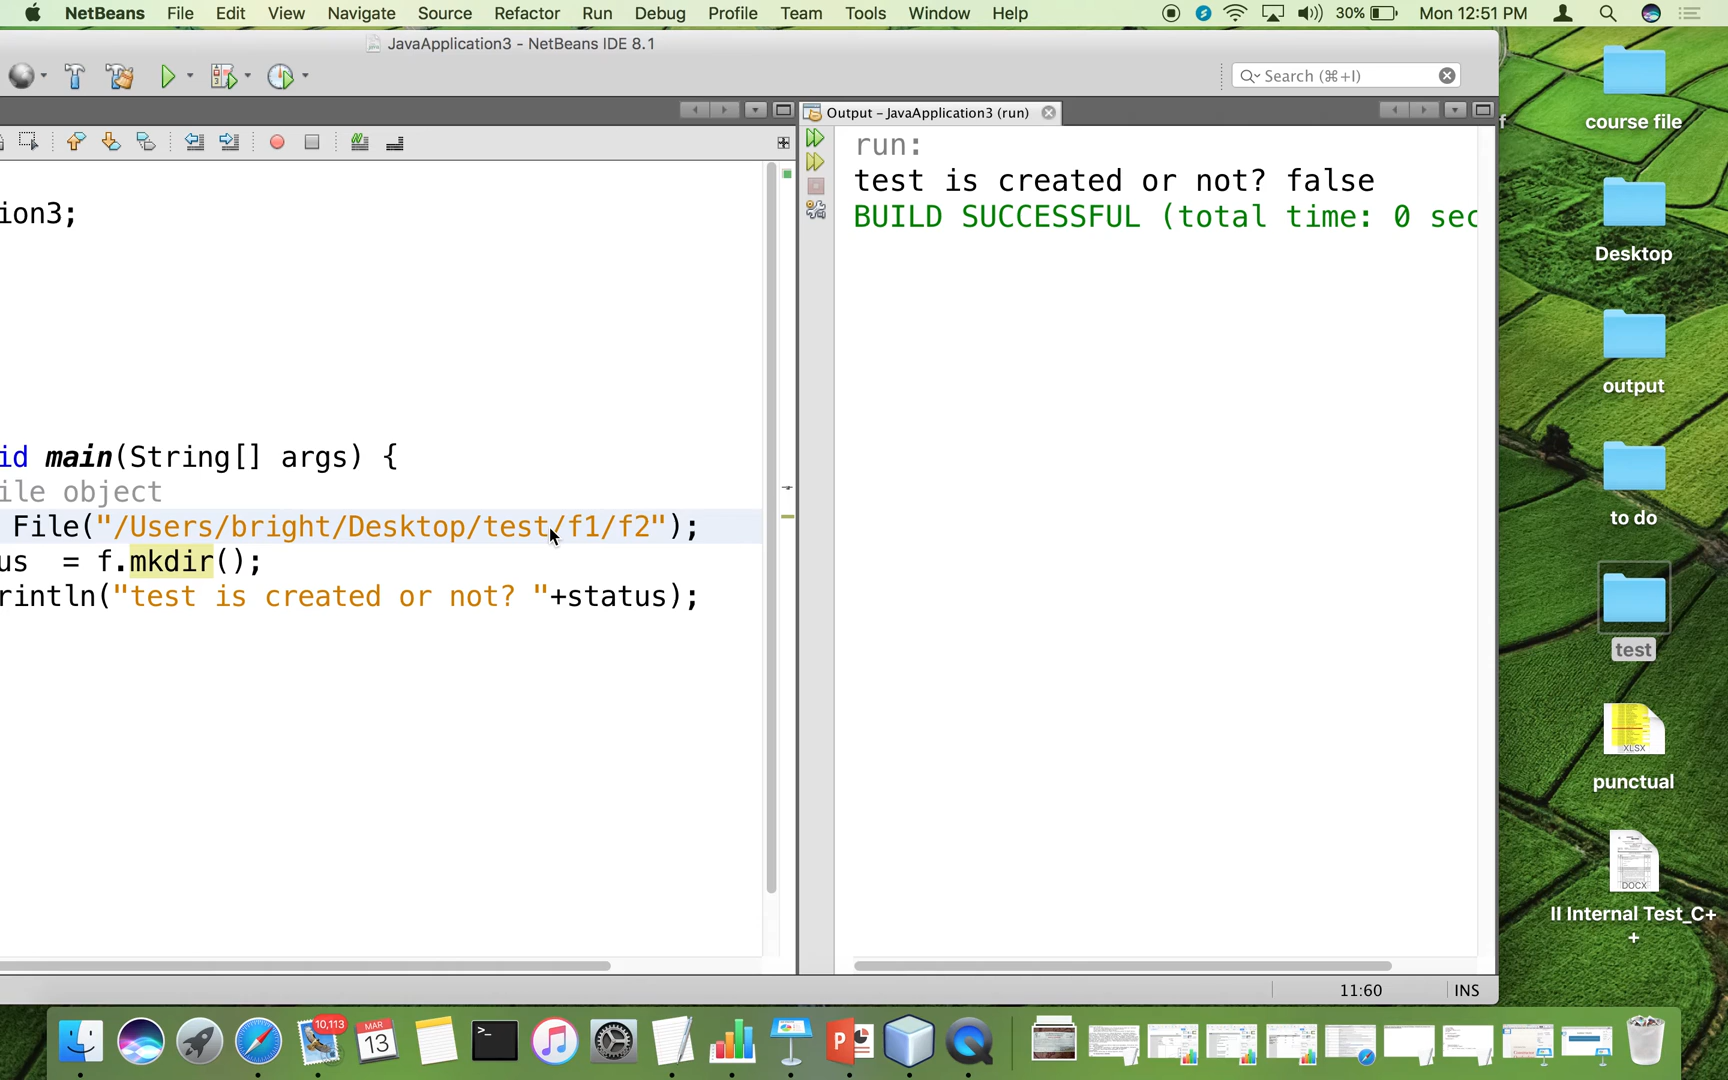 NetBeans File Edit View Navigate Source Refactor Run Debug Profile Team Tools Window Help 30% Mon 12:51 PM
JavaApplication3 - NetBeans IDE 8.1
Search (⌘+I)
Output – JavaApplication3 (run)
run:
test is created or not? false
BUILD SUCCESSFUL (total time: 0 sec
ion3;
id main(String[] args) {
ile object
File("/Users/bright/Desktop/test/f1/f2");
us = f.mkdir();
rintln("test is created or not? "+status);
11:60 INS
f
course file
Desktop
output
to do
test
XLSX
punctual
DOCX
II Internal Test_C+
+
10,113
MAR
13
>_
P